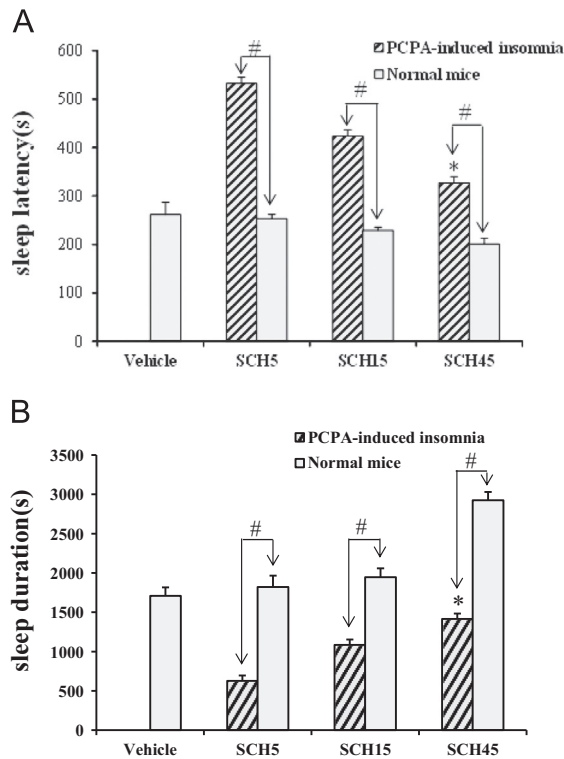 A
PCPA-induced insomnia
Normal mice
sleep latency(s)
600
500
400
300
200
100
0
#
#
#
*
Vehicle
SCH5
SCH15
SCH45
B
PCPA-induced insomnia
Normal mice
sleep duration(s)
3500
3000
2500
2000
1500
1000
500
0
#
#
#
*
Vehicle
SCH5
SCH15
SCH45